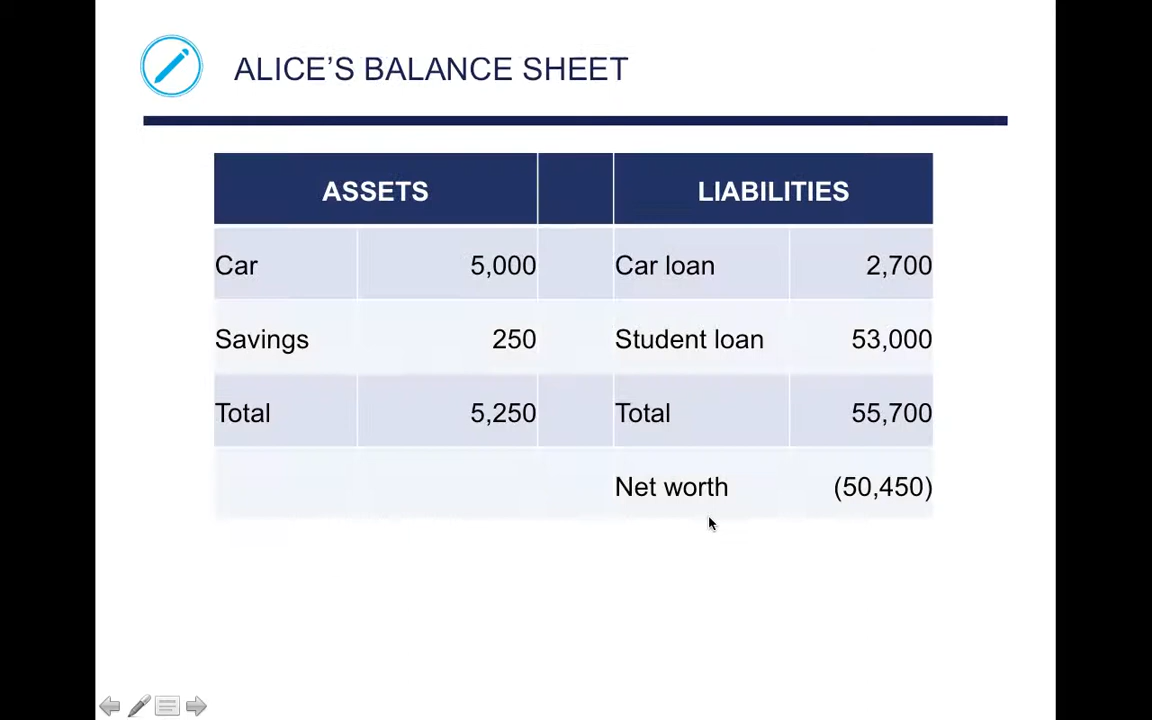 ALICE’S BALANCE SHEET
ASSETS LIABILITIES
Car 5,000 Car loan 2,700
Savings 250 Student loan 53,000
Total 5,250 Total 55,700
Net worth (50,450)